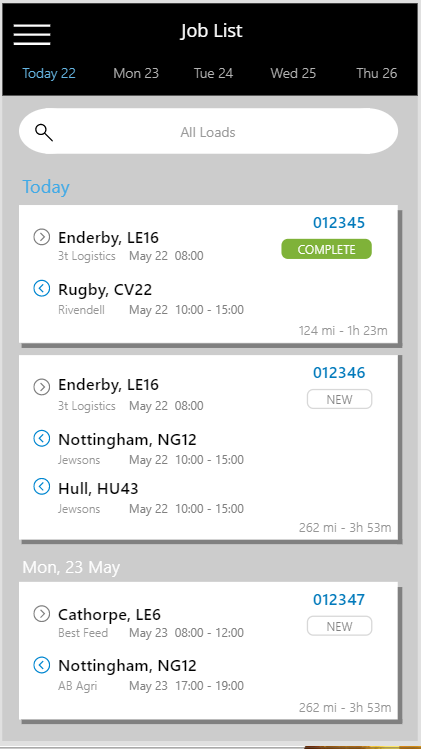 Job List
Today 22 Mon 23 Tue 24 Wed 25 Thu 26
All Loads
Today
012345
Enderby, LE16
COMPLETE
3t Logistics May 22 08:00
Rugby, CV22
Rivendell May 22 10:00 - 15:00
124 mi - 1h 23m
012346
Enderby, LE16
NEW
3t Logistics May 22 08:00
Nottingham, NG12
Jewsons May 22 10:00 - 15:00
Hull, HU43
Jewsons May 22 10:00 - 15:00
262 mi - 3h 53m
Mon, 23 May
012347
Cathorpe, LE6
NEW
Best Feed May 23 08:00 - 12:00
Nottingham, NG12
AB Agri May 23 17:00 - 19:00
262 mi - 3h 53m